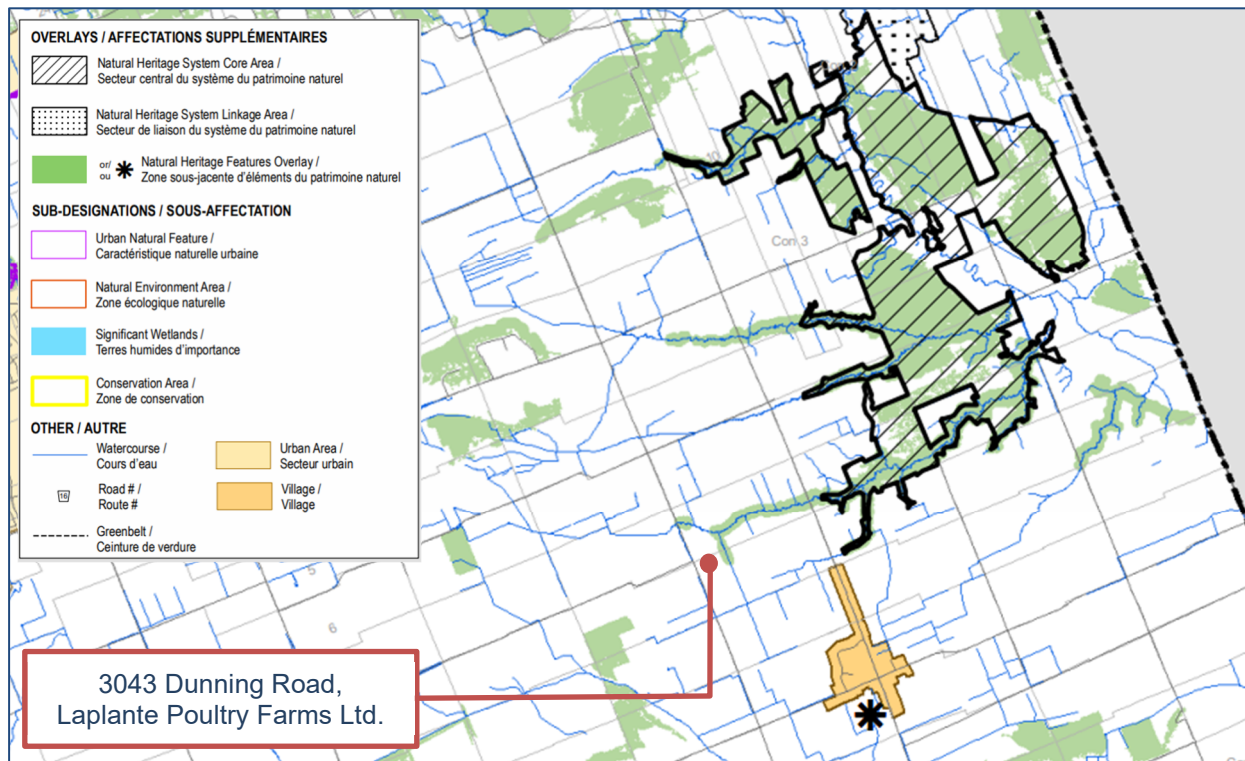 OVERLAYS / AFFECTATIONS SUPPLÉMENTAIRES
Natural Heritage System Core Area /
Secteur central du système du patrimoine naturel
Natural Heritage System Linkage Area /
Secteur de liaison du système du patrimoine naturel
or/
ou
Natural Heritage Features Overlay /
Zone sous-jacente d'éléments du patrimoine naturel
SUB-DESIGNATIONS / SOUS-AFFECTATION
Urban Natural Feature /
Caractéristique naturelle urbaine
Natural Environment Area /
Zone écologique naturelle
Significant Wetlands /
Terres humides d'importance
Conservation Area /
Zone de conservation
OTHER / AUTRE
Watercourse /
Cours d'eau
Urban Area /
Secteur urbain
16
Road # /
Route #
Village /
Village
Greenbelt /
Ceinture de verdure
Con 3
10
5
6
3043 Dunning Road,
Laplante Poultry Farms Ltd.